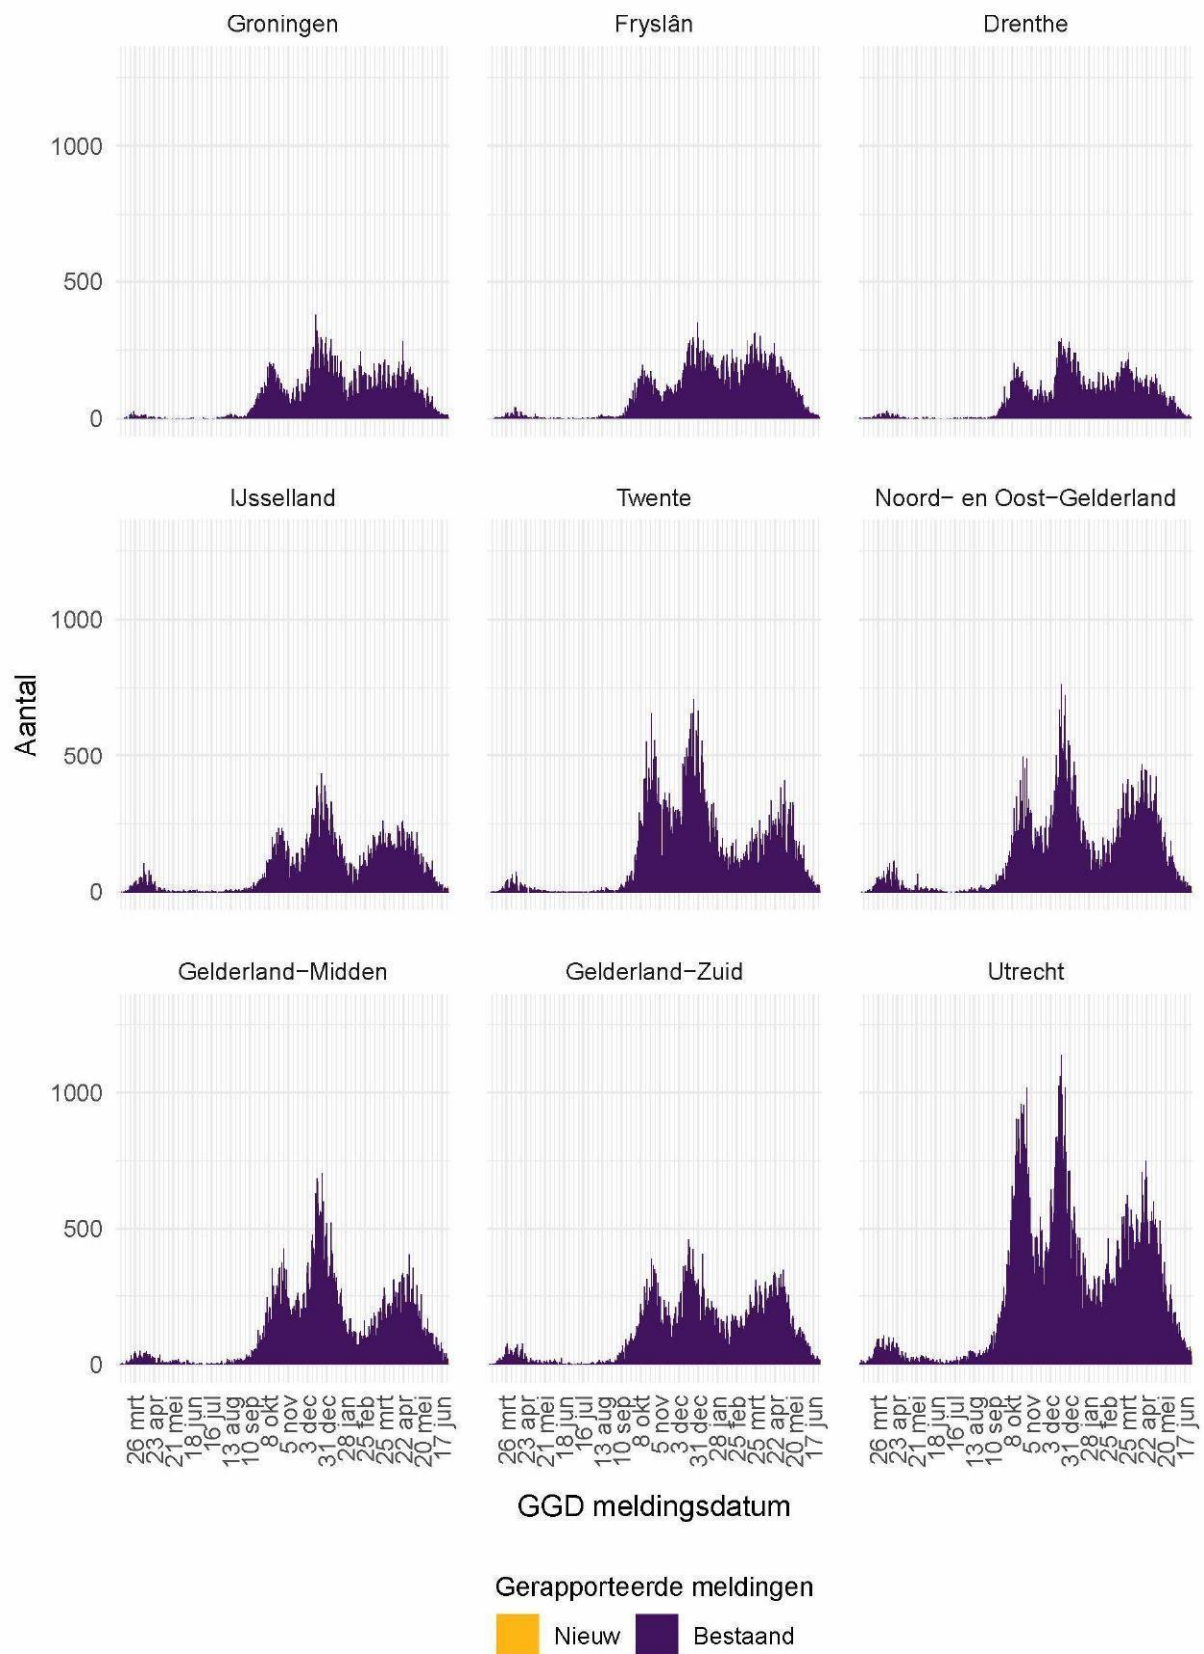 Groningen Fryslân Drenthe
1000
500
0
IJsselland Twente Noord- en Oost-Gelderland
1000
500
0
Aantal
Gelderland-Midden Gelderland-Zuid Utrecht
1000
500
0
26 mrt 23 apr 21 mei 18 jun 16 jul 13 aug 10 sep 8 okt 5 nov 3 dec 31 dec 28 jan 25 feb 25 mrt 22 apr 20 mei 17 jun
26 mrt 23 apr 21 mei 18 jun 16 jul 13 aug 10 sep 8 okt 5 nov 3 dec 31 dec 28 jan 25 feb 25 mrt 22 apr 20 mei 17 jun
26 mrt 23 apr 21 mei 18 jun 16 jul 13 aug 10 sep 8 okt 5 nov 3 dec 31 dec 28 jan 25 feb 25 mrt 22 apr 20 mei 17 jun
GGD meldingsdatum
Gerapporteerde meldingen
Nieuw Bestaand